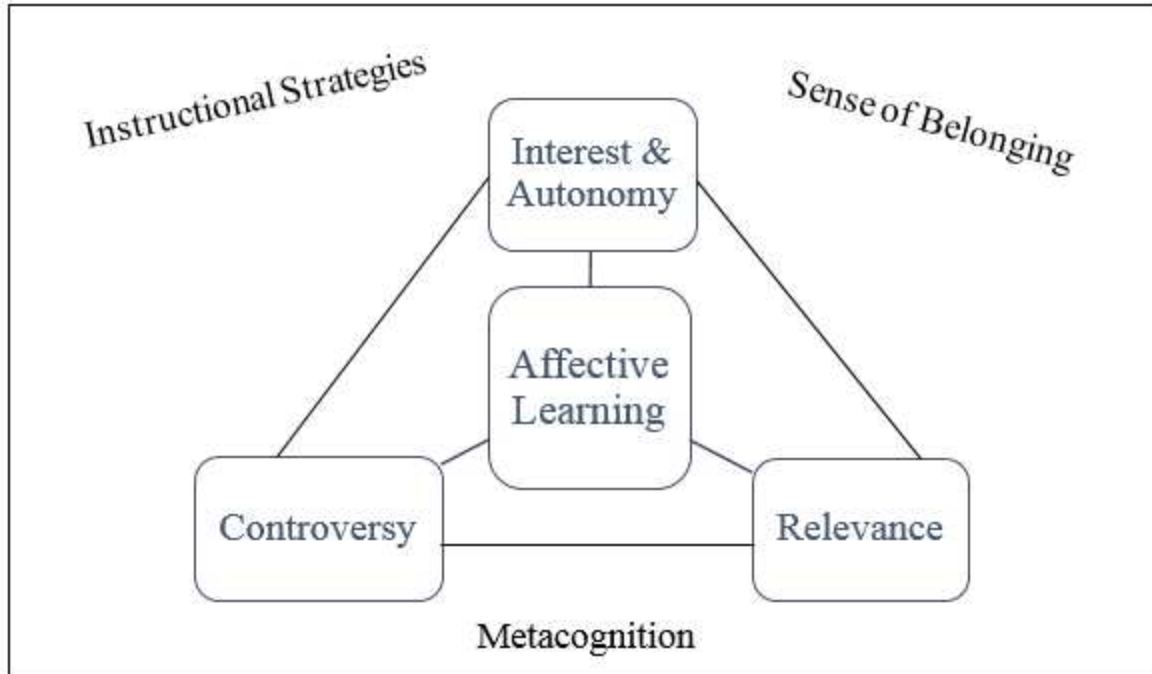 Instructional Strategies
Sense of Belonging
Interest &
Autonomy
Affective
Learning
Controversy
Relevance
Metacognition